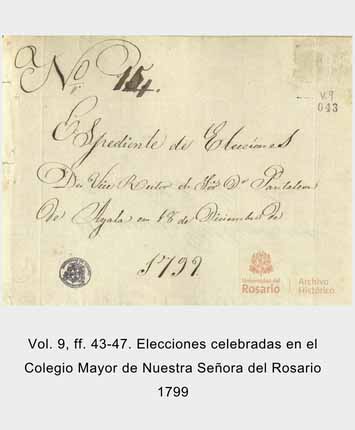 No. 15.
V.9
043
Espediente de Elecciones
De Vice Rector de Sor. Dr. Pantaleon
de Ayala en 18 de Diciembre de
1799.
Universidad del
Rosario
Archivo
Histórico
Vol. 9, ff. 43-47. Elecciones celebradas en el
Colegio Mayor de Nuestra Señora del Rosario
1799